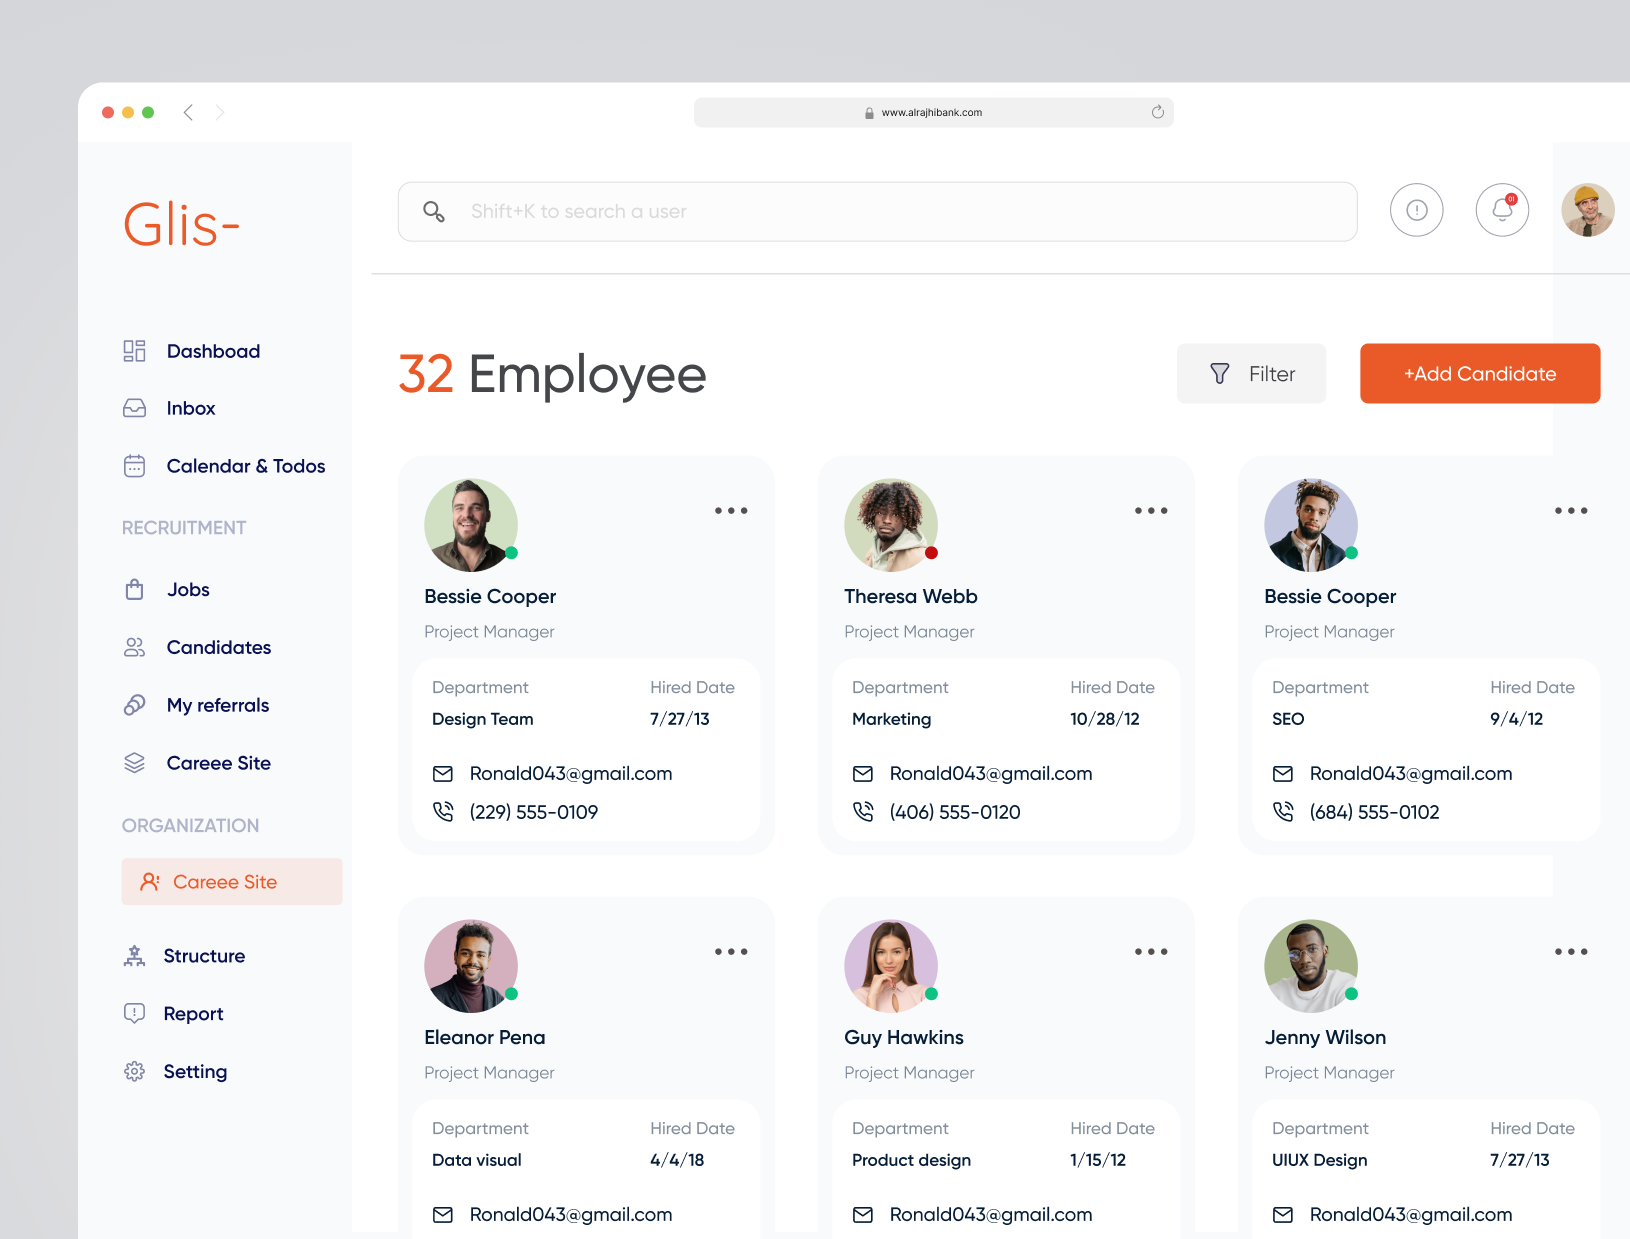 www.alrajhibank.com
Glis-
Shift+K to search a user
01
Dashboad
Inbox
Calendar & Todos
RECRUITMENT
Jobs
Candidates
My referrals
Careee Site
ORGANIZATION
Careee Site
Structure
Report
Setting
32 Employee
Filter
+Add Candidate
Bessie Cooper
Project Manager
Department Hired Date
Design Team 7/27/13
Ronald043@gmail.com
(229) 555-0109
Theresa Webb
Project Manager
Department Hired Date
Marketing 10/28/12
Ronald043@gmail.com
(406) 555-0120
Bessie Cooper
Project Manager
Department Hired Date
SEO 9/4/12
Ronald043@gmail.com
(684) 555-0102
Eleanor Pena
Project Manager
Department Hired Date
Data visual 4/4/18
Ronald043@gmail.com
Guy Hawkins
Project Manager
Department Hired Date
Product design 1/15/12
Ronald043@gmail.com
Jenny Wilson
Project Manager
Department Hired Date
UIUX Design 7/27/13
Ronald043@gmail.com